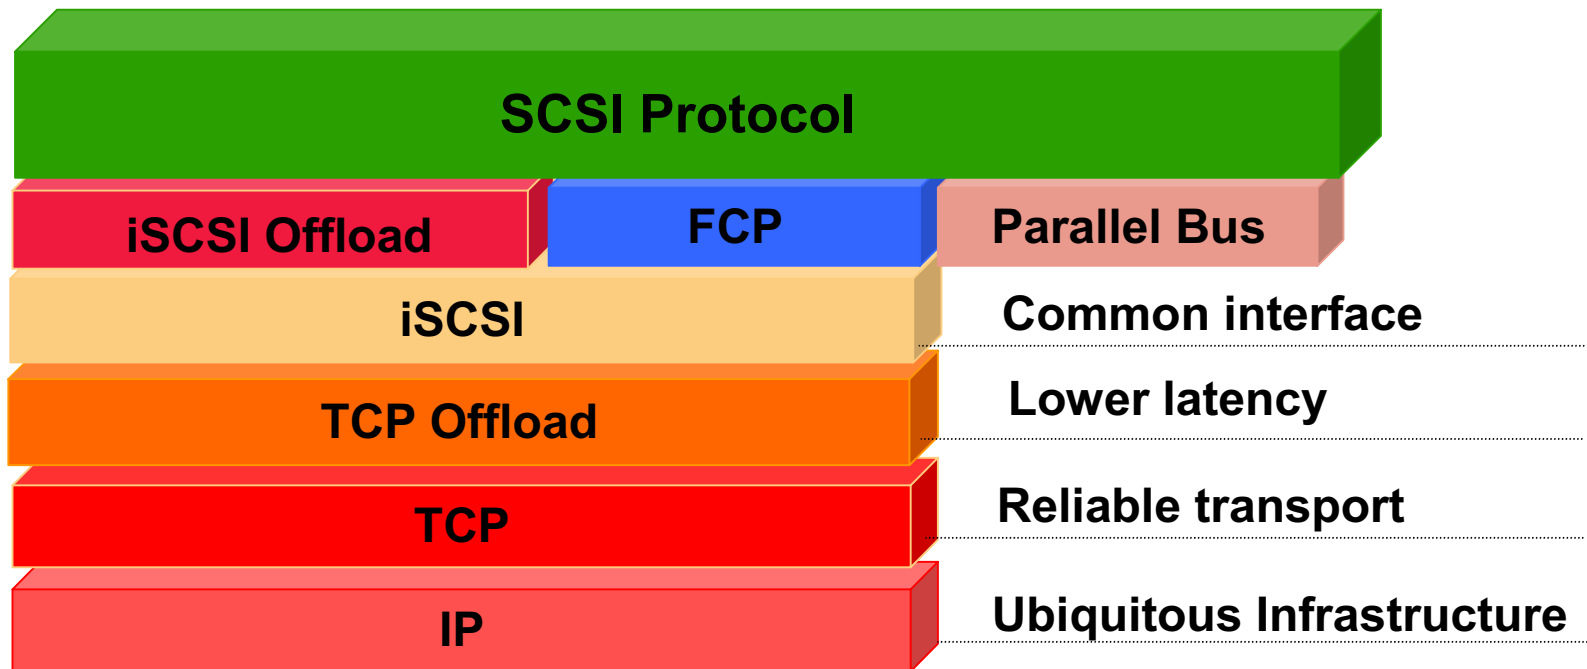 SCSI Protocol
iSCSI Offload
FCP
Parallel Bus
iSCSI
Common interface
TCP Offload
Lower latency
TCP
Reliable transport
IP
Ubiquitous Infrastructure